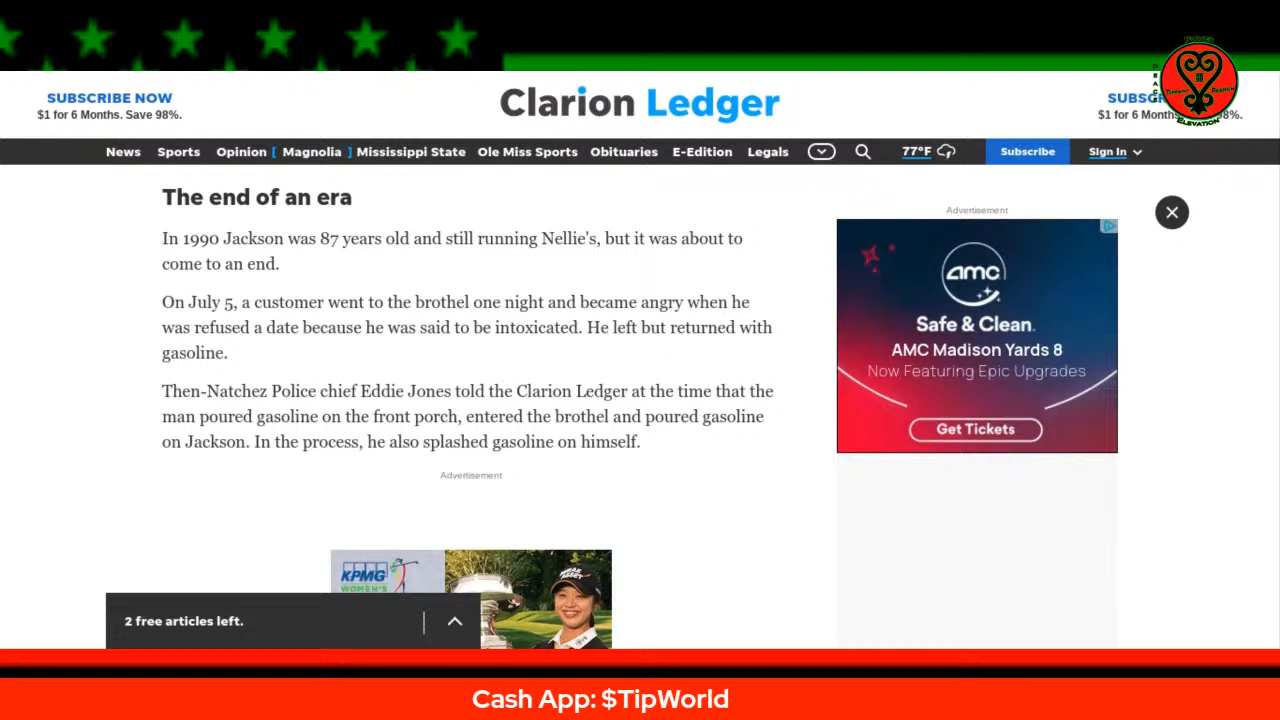 SUBSCRIBE NOW
$1 for 6 Months. Save 98%.
Clarion Ledger
SUBSC
$1 for 6 Months. 98%.
POWER
PEACE
ELEVATION
News Sports Opinion [ Magnolia ] Mississippi State Ole Miss Sports Obituaries E-Edition Legals 77°F Subscribe Sign In
The end of an era
In 1990 Jackson was 87 years old and still running Nellie's, but it was about to
come to an end.
On July 5, a customer went to the brothel one night and became angry when he
was refused a date because he was said to be intoxicated. He left but returned with
gasoline.
Then-Natchez Police chief Eddie Jones told the Clarion Ledger at the time that the
man poured gasoline on the front porch, entered the brothel and poured gasoline
on Jackson. In the process, he also splashed gasoline on himself.
Advertisement
amc
Safe & Clean.
AMC Madison Yards 8
Now Featuring Epic Upgrades
Get Tickets
Advertisement
KPMG
WOMEN'S
2 free articles left.
Cash App: $TipWorld